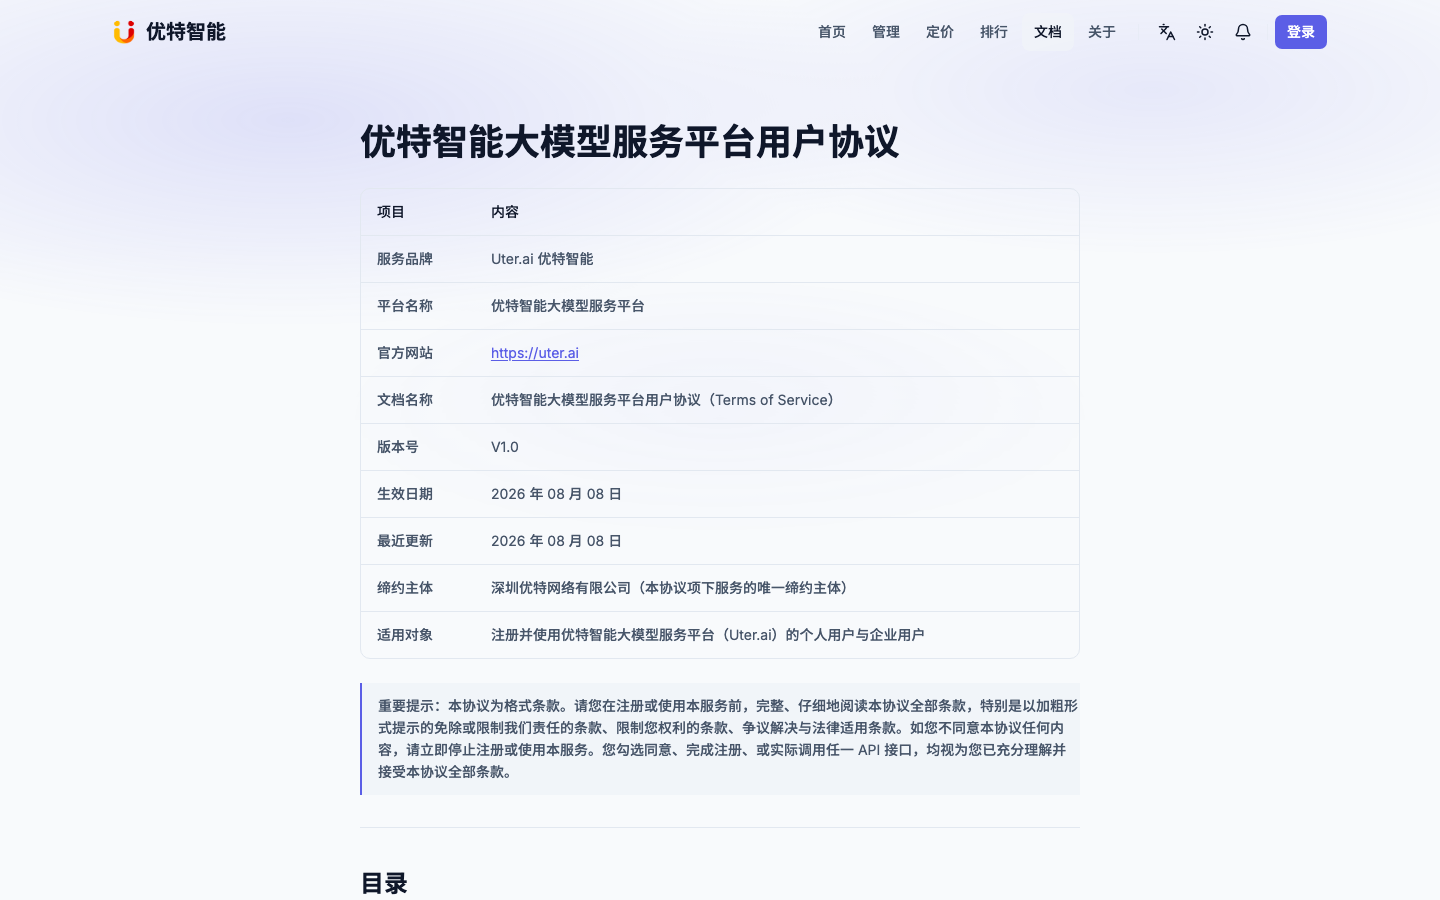 优特智能
首页 管理 定价 排行 文档 关于 登录
优特智能大模型服务平台用户协议
项目 内容
服务品牌 Uter.ai 优特智能
平台名称 优特智能大模型服务平台
官方网站 https://uter.ai
文档名称 优特智能大模型服务平台用户协议（Terms of Service）
版本号 V1.0
生效日期 2026 年 08 月 08 日
最近更新 2026 年 08 月 08 日
缔约主体 深圳优特网络有限公司（本协议项下服务的唯一缔约主体）
适用对象 注册并使用优特智能大模型服务平台（Uter.ai）的个人用户与企业用户
重要提示：本协议为格式条款。请您在注册或使用本服务前，完整、仔细地阅读本协议全部条款，特别是以加粗形
式提示的免除或限制我们责任的条款、限制您权利的条款、争议解决与法律适用条款。如您不同意本协议任何内
容，请立即停止注册或使用本服务。您勾选同意、完成注册、或实际调用任一 API 接口，均视为您已充分理解并
接受本协议全部条款。
目录